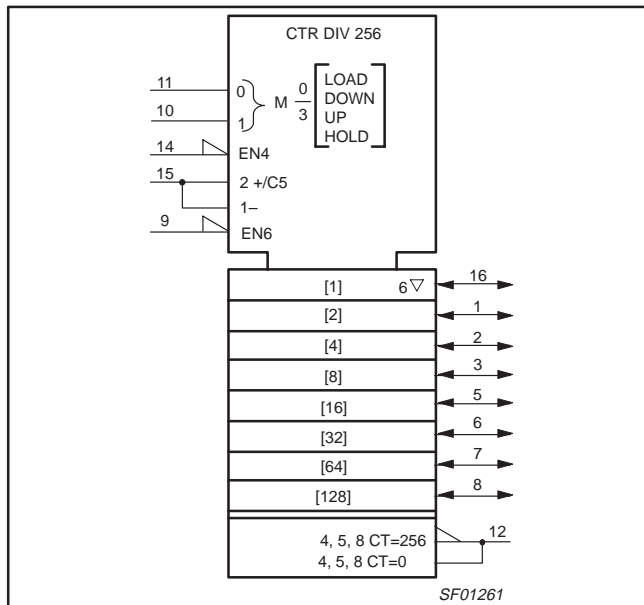 CTR DIV 256
11 0 M 0 LOAD
3 DOWN
10 1 UP
HOLD
14 EN4
15 2 +/C5
1–
9 EN6
[1] 6▽ 16
[2] 1
[4] 2
[8] 3
[16] 5
[32] 6
[64] 7
[128] 8
4, 5, 8 CT=256 12
4, 5, 8 CT=0
SF01261